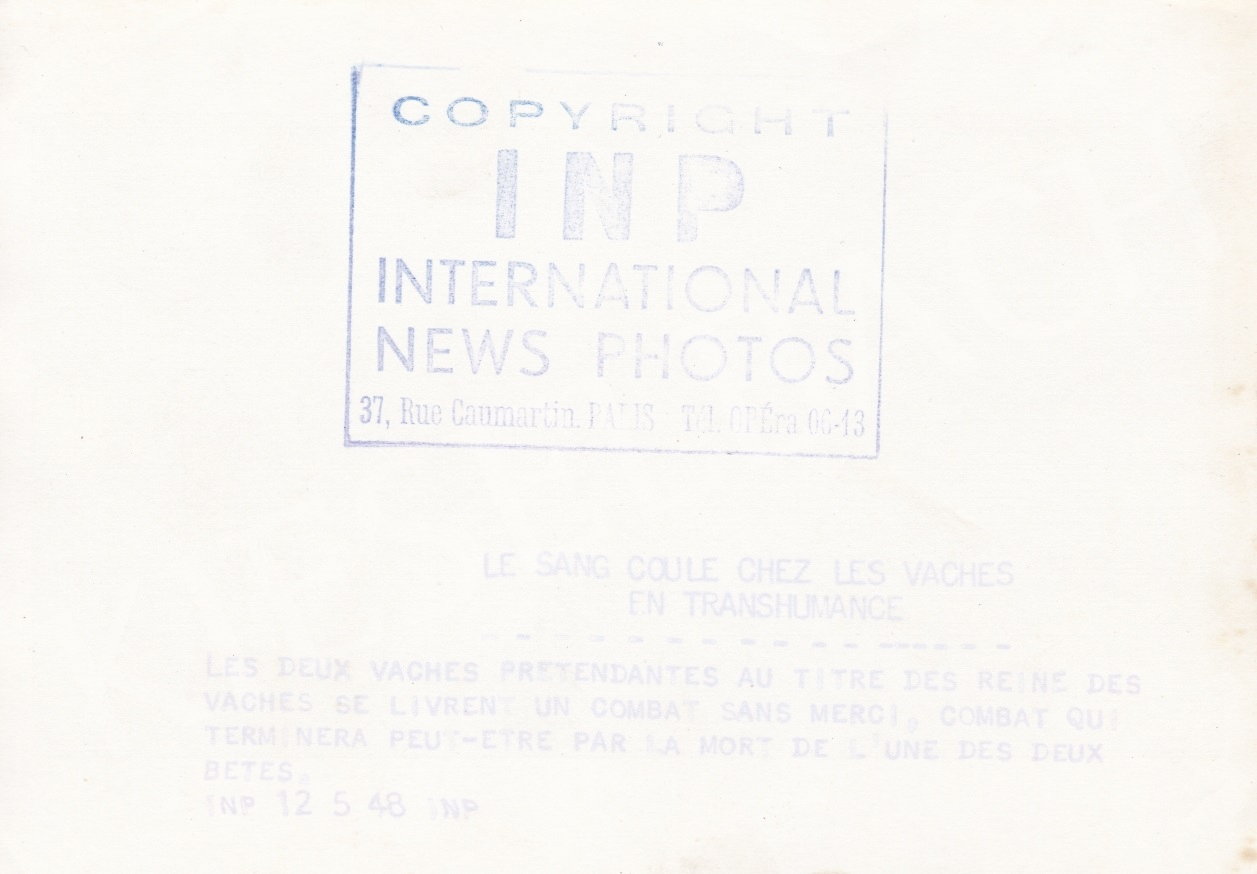 COPYRIGHT
INP
INTERNATIONAL
NEWS PHOTOS
37, Rue Caumartin. PARIS Tél. OPÉra 06-13
LE SANG COULE CHEZ LES VACHES
EN TRANSHUMANCE
- - - - - - - - - - - - - - - -
LES DEUX VACHES PRETENDANTES AU TITRE DES REINE DES
VACHES SE LIVRENT UN COMBAT SANS MERCI. COMBAT QUI
TERMINERA PEUT-ETRE PAR LA MORT DE L'UNE DES DEUX
BETES.
INP 12 5 48 INP